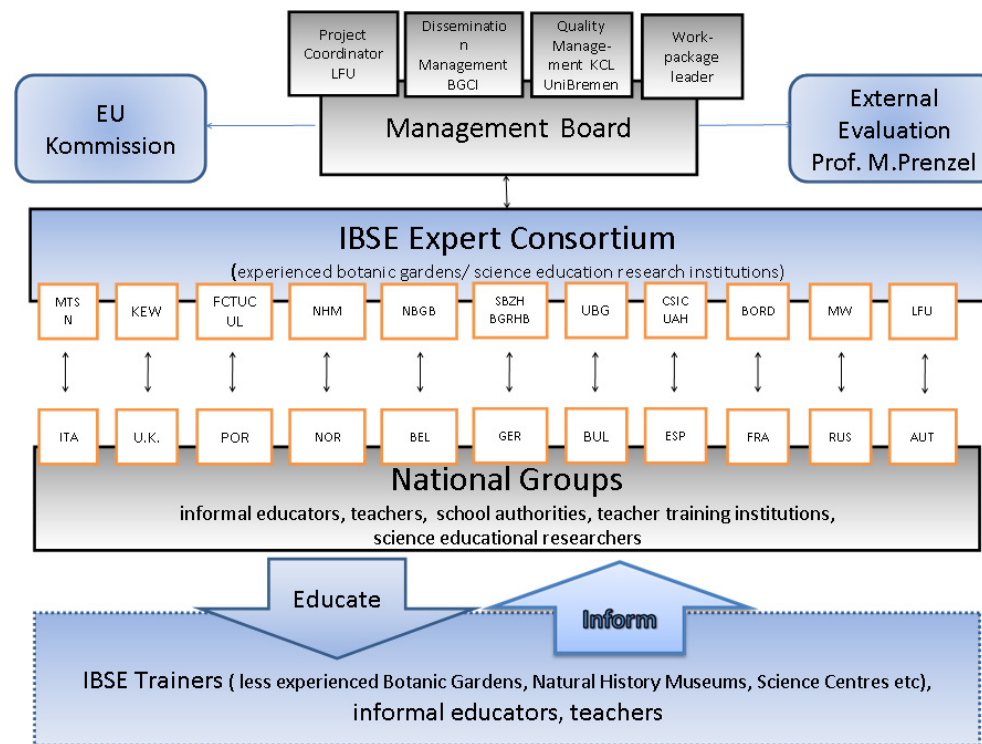 Project
Coordinator
LFU
Disseminatio
n
Management
BGCI
Quality
Manage-
ment KCL
UniBremen
Work-
package
leader
EU
Kommission
Management Board
External
Evaluation
Prof. M.Prenzel
IBSE Expert Consortium
(experienced botanic gardens/ science education research institutions)
MTS
N
KEW
FCTUC
UL
NHM
NBGB
SBZH
BGRHB
UBG
CSIC
UAH
BORD
MW
LFU
ITA
U.K.
POR
NOR
BEL
GER
BUL
ESP
FRA
RUS
AUT
National Groups
informal educators, teachers, school authorities, teacher training institutions,
science educational researchers
Educate
Inform
IBSE Trainers ( less experienced Botanic Gardens, Natural History Museums, Science Centres etc),
informal educators, teachers